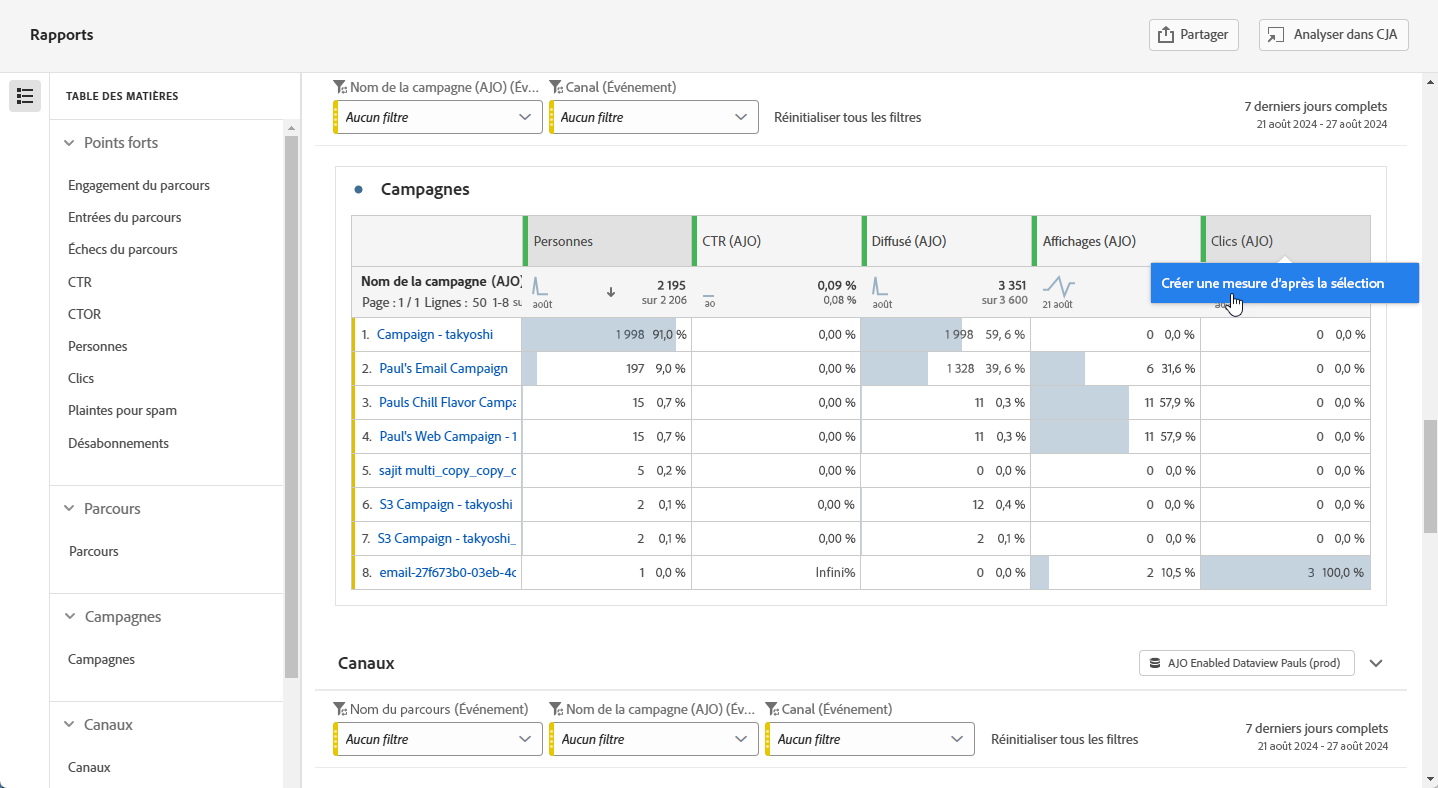 Rapports
Partager
Analyser dans CJA
TABLE DES MATIÈRES
Points forts
Engagement du parcours
Entrées du parcours
Échecs du parcours
CTR
CTOR
Personnes
Clics
Plaintes pour spam
Désabonnements
Parcours
Parcours
Campagnes
Campagnes
Canaux
Canaux
Nom de la campagne (AJO) (Év...
Canal (Événement)
Aucun filtre
Aucun filtre
Réinitialiser tous les filtres
7 derniers jours complets
21 août 2024 - 27 août 2024
Campagnes
Personnes
CTR (AJO)
Diffusé (AJO)
Affichages (AJO)
Clics (AJO)
Nom de la campagne (AJO)
Page : 1 / 1 Lignes : 50 1-8 su
août
2 195
sur 2 206
ao
0,09 %
0,08 %
août
3 351
sur 3 600
21 août
Créer une mesure d'après la sélection
1. Campaign - takyoshi 1 998 91,0 % 0,00 % 1 998 59,6 % 0 0,0 % 0 0,0 %
2. Paul's Email Campaign 197 9,0 % 0,00 % 1 328 39,6 % 6 31,6 % 0 0,0 %
3. Pauls Chill Flavor Campa 15 0,7 % 0,00 % 11 0,3 % 11 57,9 % 0 0,0 %
4. Paul's Web Campaign - 1 15 0,7 % 0,00 % 11 0,3 % 11 57,9 % 0 0,0 %
5. sajit multi_copy_copy_c 5 0,2 % 0,00 % 0 0,0 % 0 0,0 % 0 0,0 %
6. S3 Campaign - takyoshi 2 0,1 % 0,00 % 12 0,4 % 0 0,0 % 0 0,0 %
7. S3 Campaign - takyoshi_ 2 0,1 % 0,00 % 2 0,1 % 0 0,0 % 0 0,0 %
8. email-27f673b0-03eb-4c 1 0,0 % Infini% 0 0,0 % 2 10,5 % 3 100,0 %
Canaux
AJO Enabled Dataview Pauls (prod)
Nom du parcours (Événement)
Nom de la campagne (AJO) (Év...
Canal (Événement)
Aucun filtre
Aucun filtre
Aucun filtre
Réinitialiser tous les filtres
7 derniers jours complets
21 août 2024 - 27 août 2024